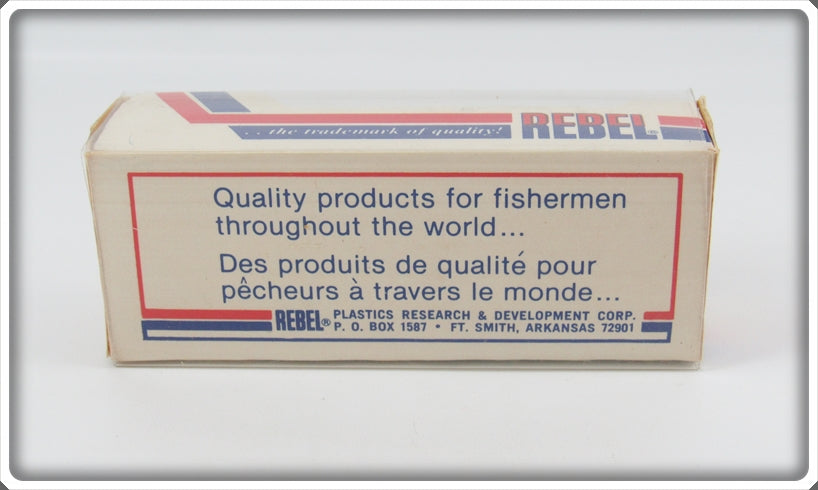 . . the trademark of quality! REBEL®
Quality products for fishermen
throughout the world...
Des produits de qualité pour
pêcheurs à travers le monde...
REBEL® PLASTICS RESEARCH & DEVELOPMENT CORP.
P. O. BOX 1587 • FT. SMITH, ARKANSAS 72901